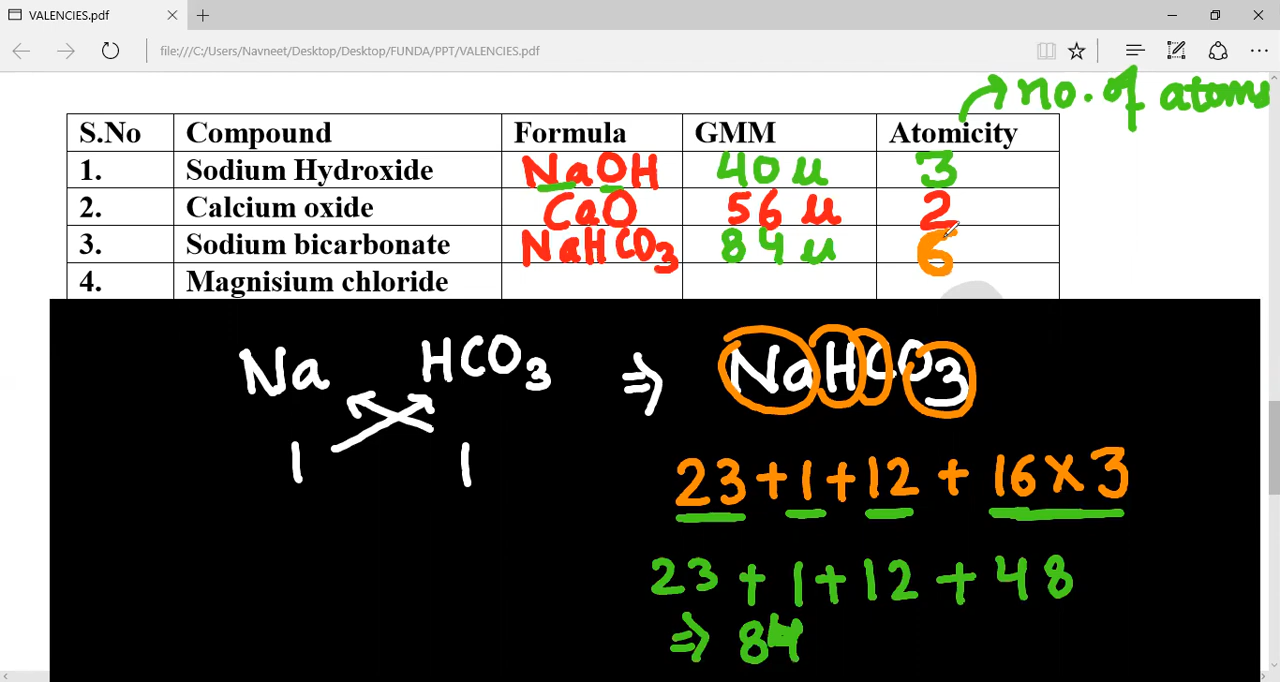 VALENCIES.pdf
file:///C:/Users/Navneet/Desktop/Desktop/FUNDA/PPT/VALENCIES.pdf
no. of atoms
S.No Compound Formula GMM Atomicity
1. Sodium Hydroxide NaOH 40 u 3
2. Calcium oxide CaO 56 u 2
3. Sodium bicarbonate NaHCO3 84 u 6
4. Magnisium chloride
Na HCO3 ⇒ NaHCO3
1 1
23 + 1 + 12 + 16 x 3
23 + 1 + 12 + 48
⇒ 84